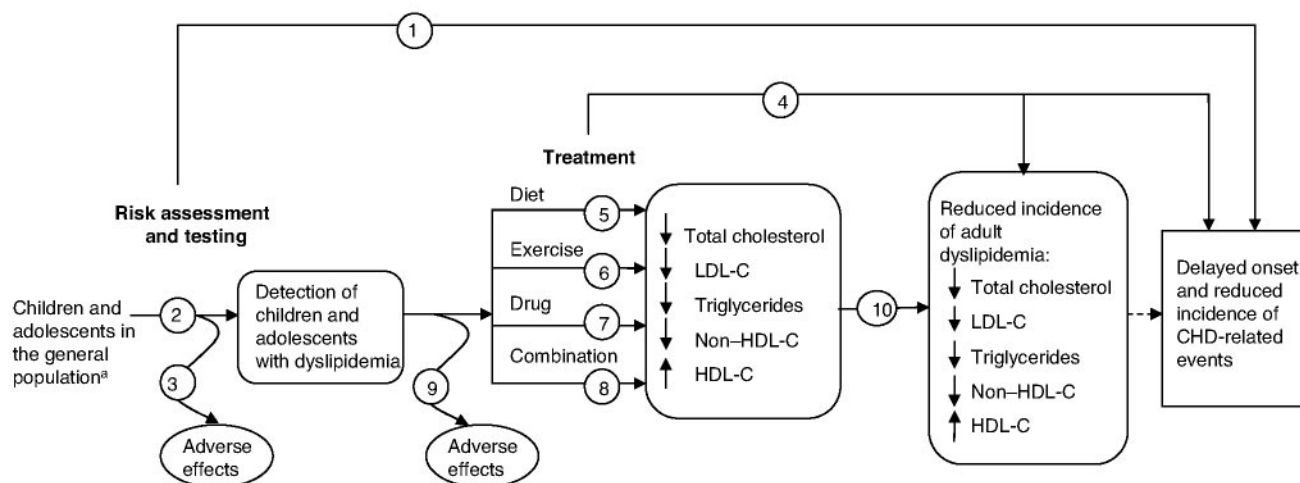 1
4
Treatment
Risk assessment
and testing
Diet
5
Exercise
6
Drug
7
Combination
8
Children and
adolescents in
the general
populationᵃ
2
3
Adverse
effects
Detection of
children and
adolescents
with dyslipidemia
9
Adverse
effects
Total cholesterol
LDL-C
Triglycerides
Non–HDL-C
HDL-C
10
Reduced incidence
of adult
dyslipidemia:
Total cholesterol
LDL-C
Triglycerides
Non–HDL-C
HDL-C
Delayed onset
and reduced
incidence of
CHD-related
events